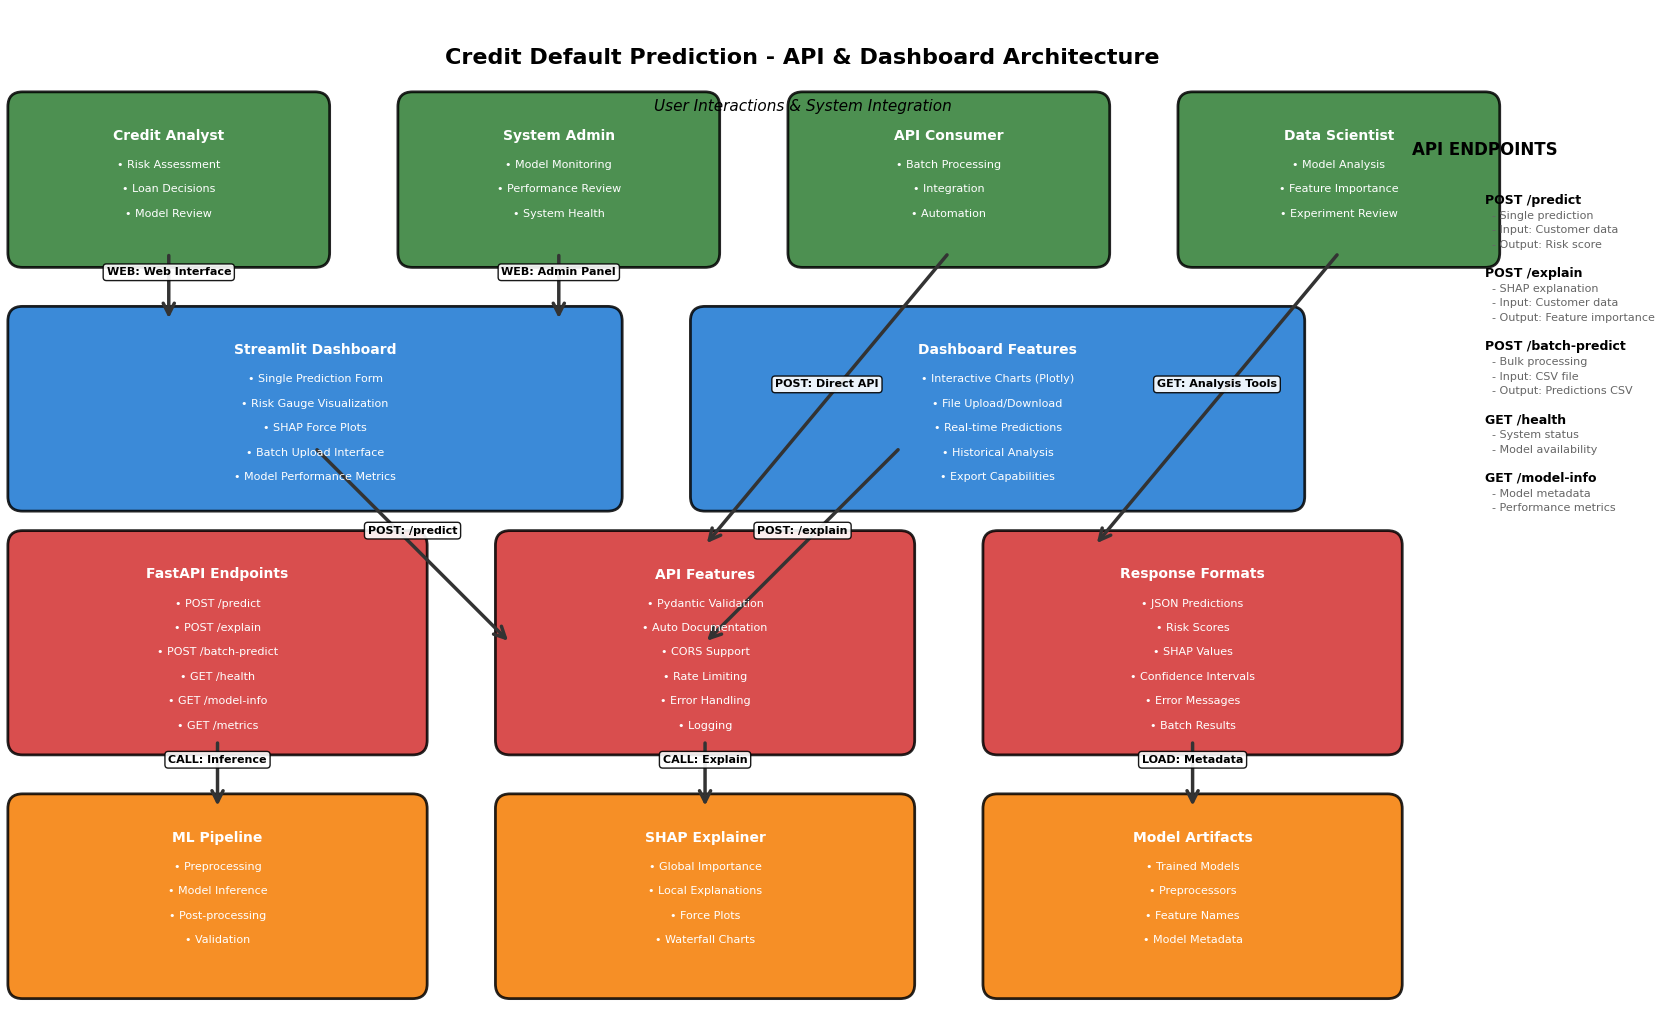 Credit Default Prediction - API & Dashboard Architecture
User Interactions & System Integration
Credit Analyst
• Risk Assessment
• Loan Decisions
• Model Review
System Admin
• Model Monitoring
• Performance Review
• System Health
API Consumer
• Batch Processing
• Integration
• Automation
Data Scientist
• Model Analysis
• Feature Importance
• Experiment Review
WEB: Web Interface
WEB: Admin Panel
Streamlit Dashboard
• Single Prediction Form
• Risk Gauge Visualization
• SHAP Force Plots
• Batch Upload Interface
• Model Performance Metrics
POST: Direct API
Dashboard Features
• Interactive Charts (Plotly)
• File Upload/Download
• Real-time Predictions
• Historical Analysis
• Export Capabilities
GET: Analysis Tools
POST: /predict
POST: /explain
FastAPI Endpoints
• POST /predict
• POST /explain
• POST /batch-predict
• GET /health
• GET /model-info
• GET /metrics
API Features
• Pydantic Validation
• Auto Documentation
• CORS Support
• Rate Limiting
• Error Handling
• Logging
Response Formats
• JSON Predictions
• Risk Scores
• SHAP Values
• Confidence Intervals
• Error Messages
• Batch Results
CALL: Inference
CALL: Explain
LOAD: Metadata
ML Pipeline
• Preprocessing
• Model Inference
• Post-processing
• Validation
SHAP Explainer
• Global Importance
• Local Explanations
• Force Plots
• Waterfall Charts
Model Artifacts
• Trained Models
• Preprocessors
• Feature Names
• Model Metadata
API ENDPOINTS
POST /predict
- Single prediction
- Input: Customer data
- Output: Risk score
POST /explain
- SHAP explanation
- Input: Customer data
- Output: Feature importance
POST /batch-predict
- Bulk processing
- Input: CSV file
- Output: Predictions CSV
GET /health
- System status
- Model availability
GET /model-info
- Model metadata
- Performance metrics